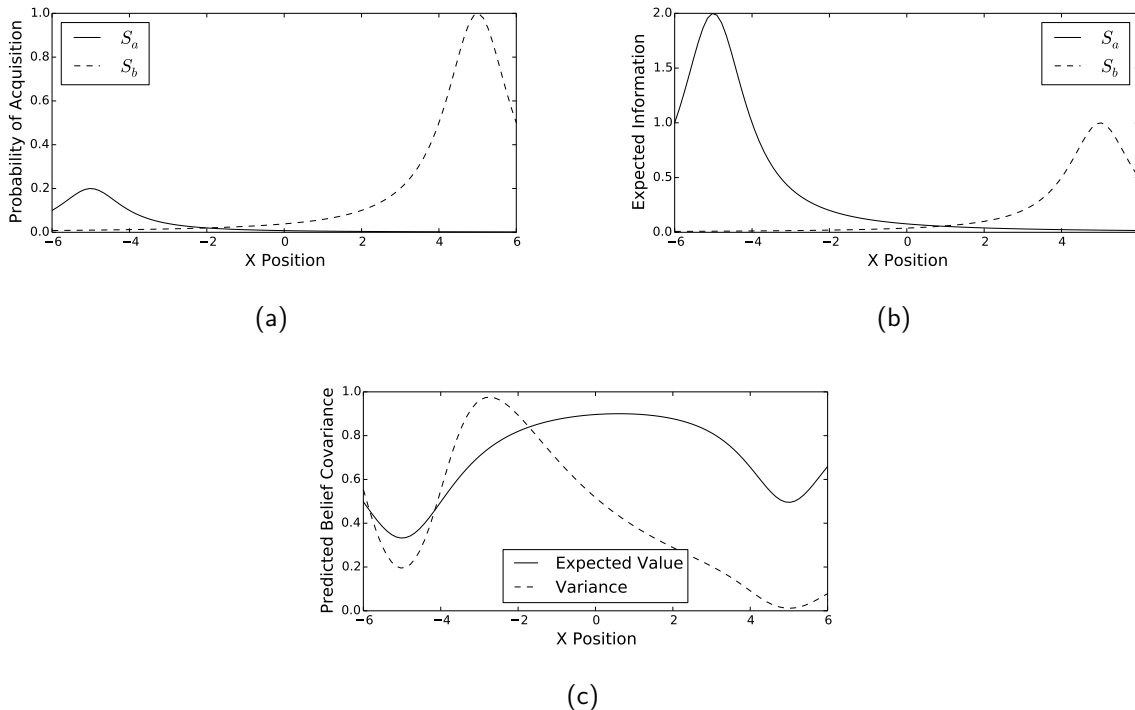 1.0
0.8
0.6
0.4
0.2
0.0
−6 −4 −2 0 2 4 6
X Position
Probability of Acquisition
S_a
S_b
(a)
2.0
1.5
1.0
0.5
0.0
−6 −4 −2 0 2 4
X Position
Expected Information
S_a
S_b
(b)
1.0
0.8
0.6
0.4
0.2
0.0
−6 −4 −2 0 2 4 6
X Position
Predicted Belief Covariance
Expected Value
Variance
(c)